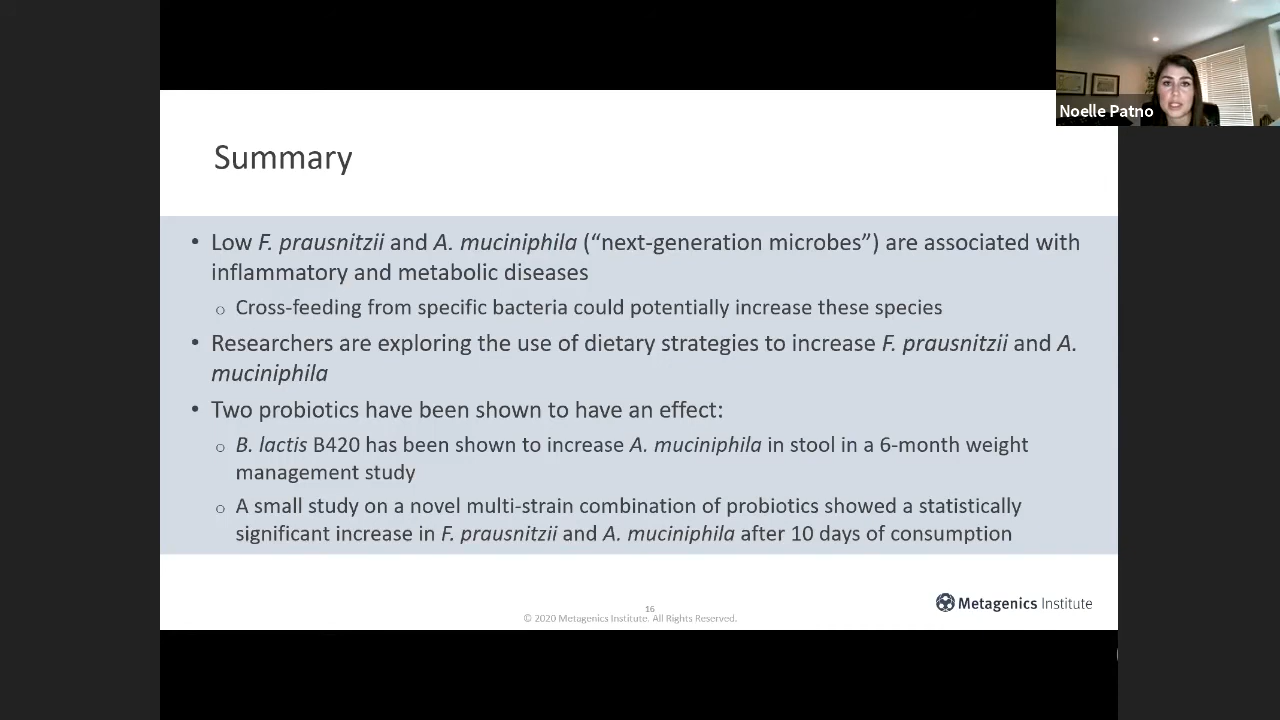 Noelle Patno
Summary
• Low F. prausnitzii and A. muciniphila (“next-generation microbes”) are associated with
inflammatory and metabolic diseases
o Cross-feeding from specific bacteria could potentially increase these species
• Researchers are exploring the use of dietary strategies to increase F. prausnitzii and A.
muciniphila
• Two probiotics have been shown to have an effect:
o B. lactis B420 has been shown to increase A. muciniphila in stool in a 6-month weight
management study
o A small study on a novel multi-strain combination of probiotics showed a statistically
significant increase in F. prausnitzii and A. muciniphila after 10 days of consumption
Metagenics Institute
16
© 2020 Metagenics Institute. All Rights Reserved.